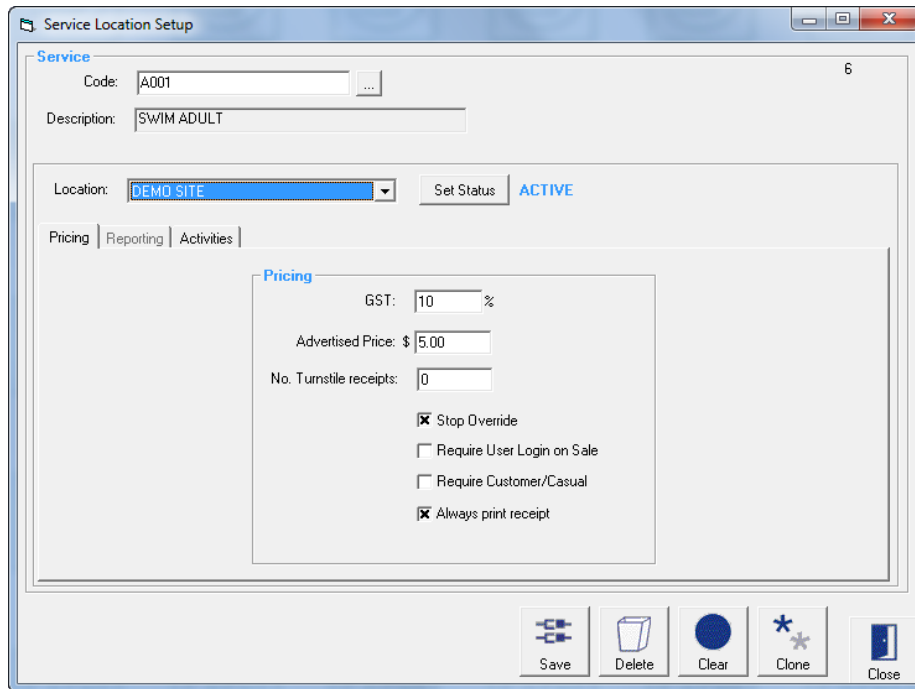 Service Location Setup
Service
6
Code: A001 ...
Description: SWIM ADULT
Location: DEMO SITE Set Status ACTIVE
Pricing Reporting Activities
Pricing
GST: 10 %
Advertised Price: $ 5.00
No. Turnstile receipts: 0
Stop Override
Require User Login on Sale
Require Customer/Casual
Always print receipt
Save Delete Clear Clone Close